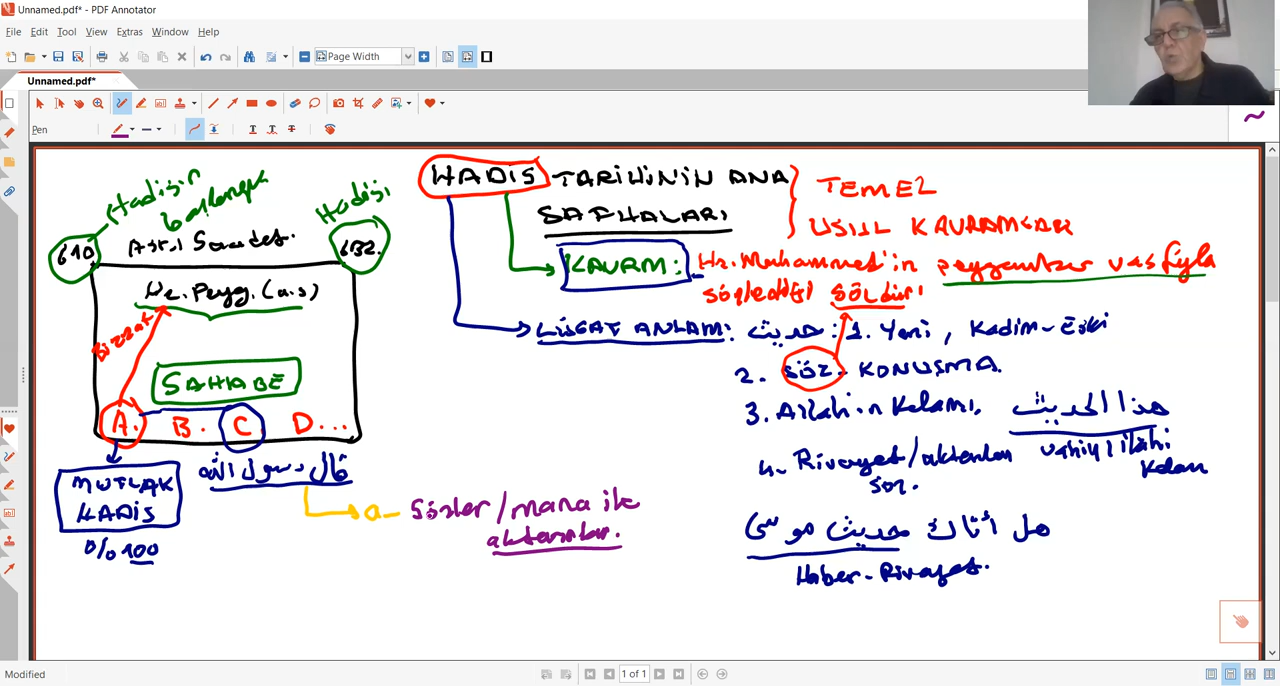 Unnamed.pdf* - PDF Annotator
File Edit Tool View Extras Window Help
Page Width
Unnamed.pdf*
Pen
Hadisin
başlangıcı
Hadisi
610
Asr-ı Saadet.
632.
Hz. Peyg. (a.s)
Bizzat
SAHABE
A. B. C D...
MUTLAK
HADİS
%100
قال رسول الله
a- Sözler/mana ile
aktarırlar.
HADİS TARİHİNİN ANA
SAFHALARI
TEMEL
USUL KAVRAMLAR
KAVRAM: Hz. Muhammed'in peygamber vasfıyla
söylediği SÖZDÜR:
LÜGAT ANLAM: حديث : 1. Yeni, Kadim-Eski
2. SÖZ- KONUŞMA.
3. Allah'ın Kelamı, هذا الحديث
vahiy/ilahi
Kelam
4- Rivayet/aktarılan
söz.
هل أتاك حديث موسى
Haber-Rivayet.
1 of 1
Modified